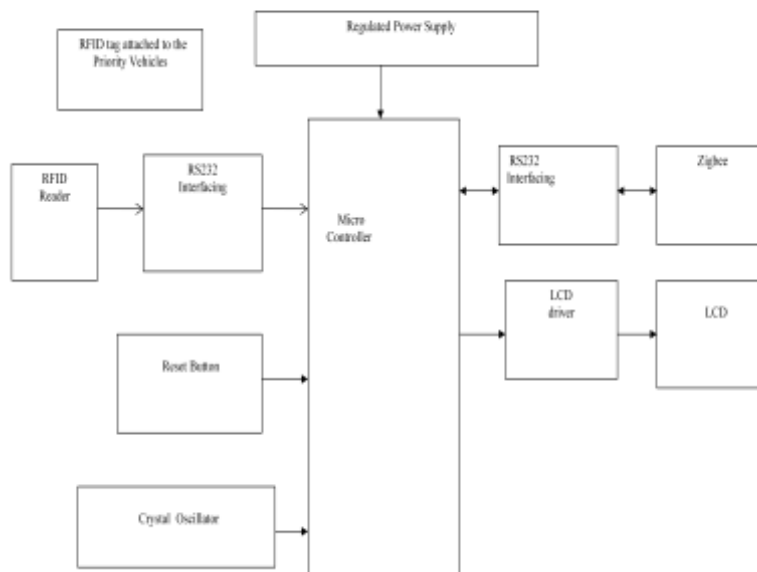 Regulated Power Supply
RFID tag attached to the
Priority Vehicles
RFID
Reader
RS232
Interfacing
Micro
Controller
RS232
Interfacing
Zigbee
LCD
driver
LCD
Reset Button
Crystal Oscillator